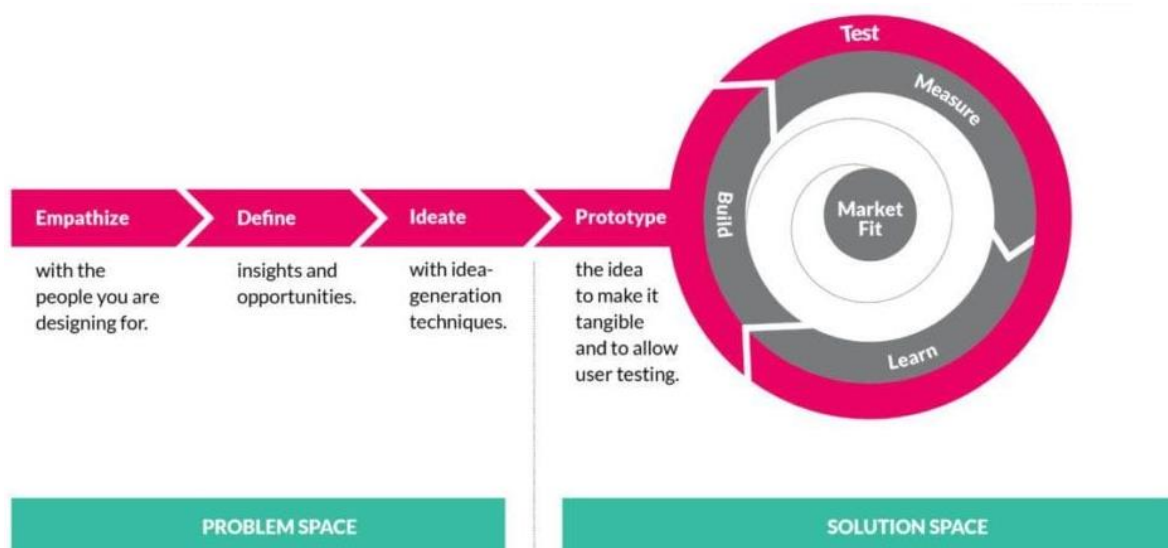 Empathize
with the
people you are
designing for.
Define
insights and
opportunities.
Ideate
with idea-
generation
techniques.
Prototype
the idea
to make it
tangible
and to allow
user testing.
Test
Build
Measure
Learn
Market
Fit
PROBLEM SPACE
SOLUTION SPACE